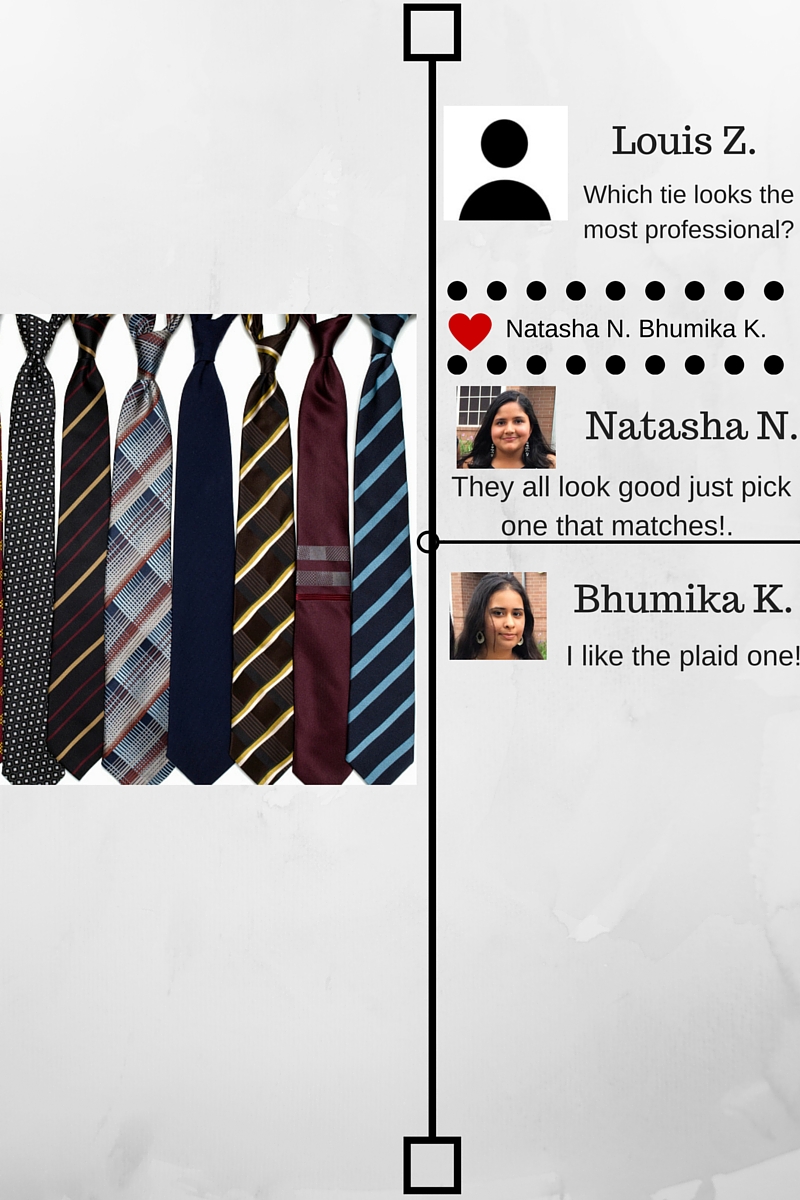 Louis Z.
Which tie looks the
most professional?
Natasha N. Bhumika K.
Natasha N.
They all look good just pick
one that matches!.
Bhumika K.
I like the plaid one!